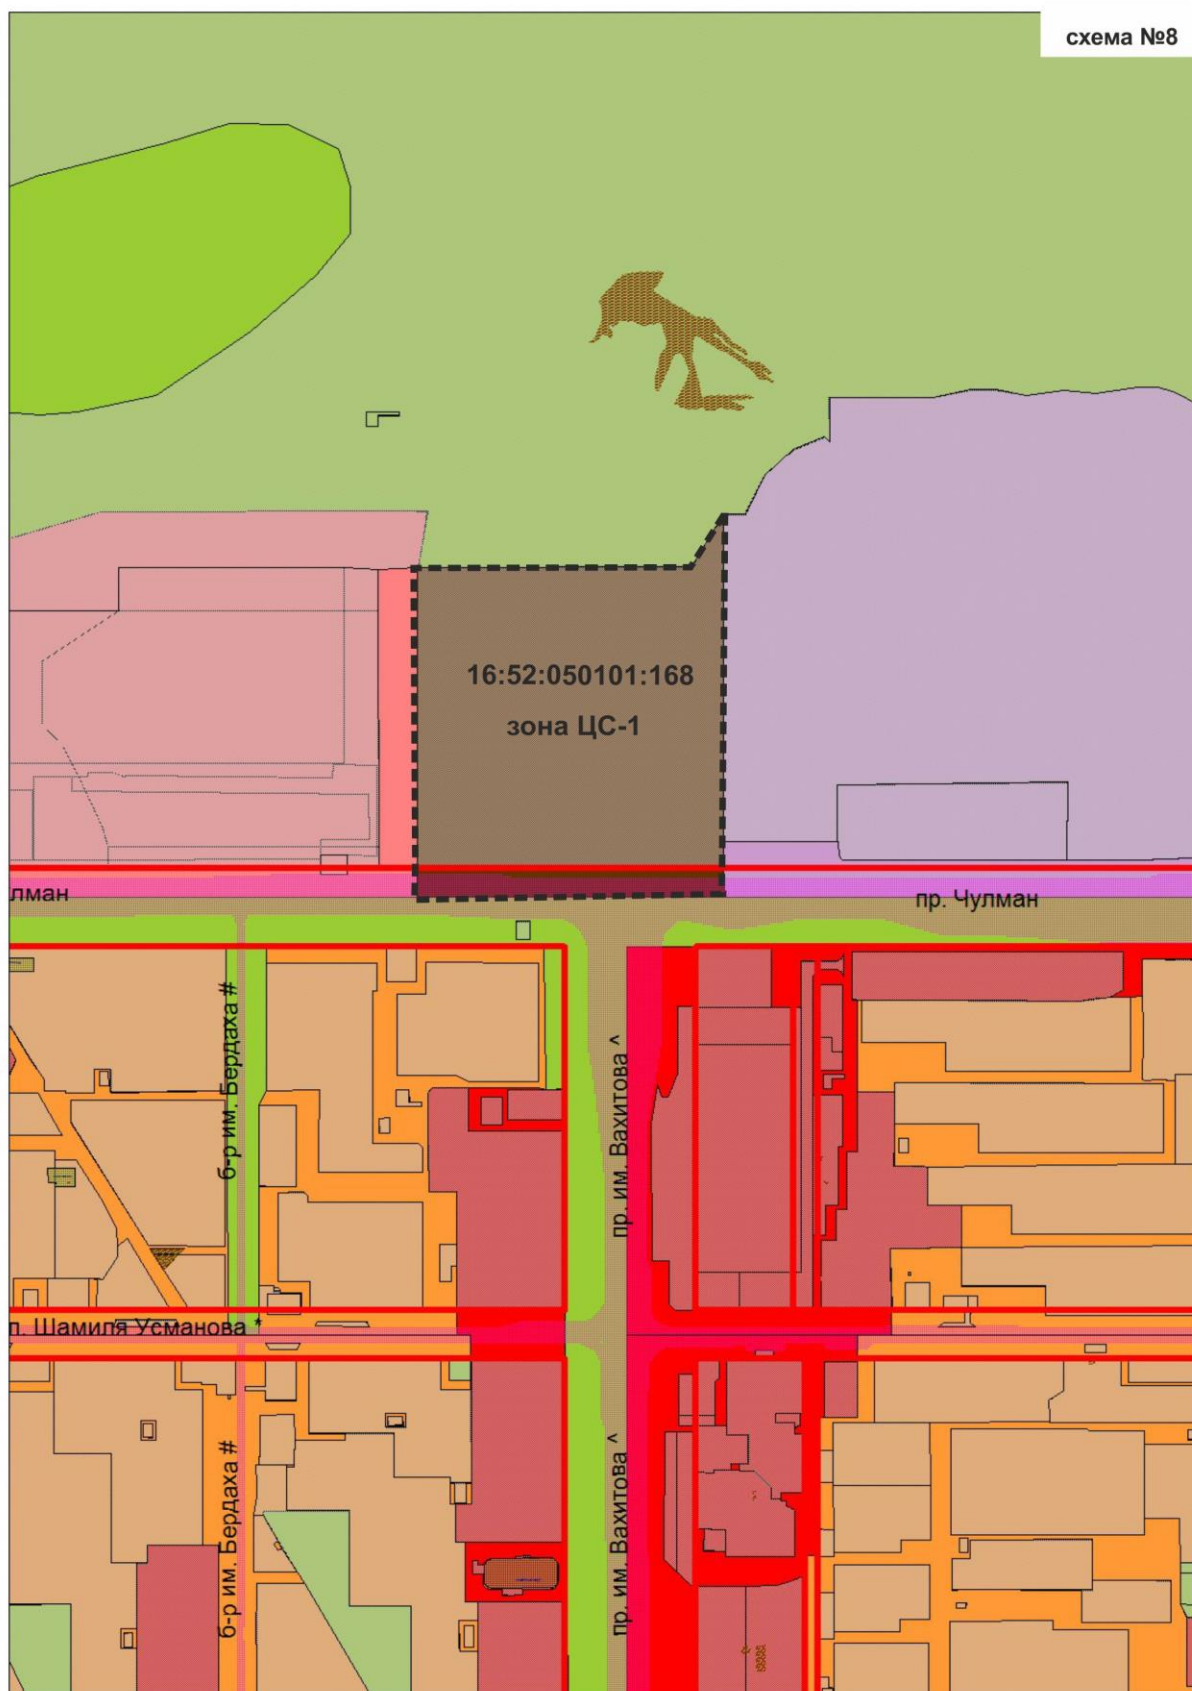 схема №8
16:52:050101:168
зона ЦС-1
лман
пр. Чулман
б-р им. Бердаха #
пр. им. Вахитова ^
п. Шамиля Усманова *
б-р им. Бердаха #
пр. им. Вахитова ^